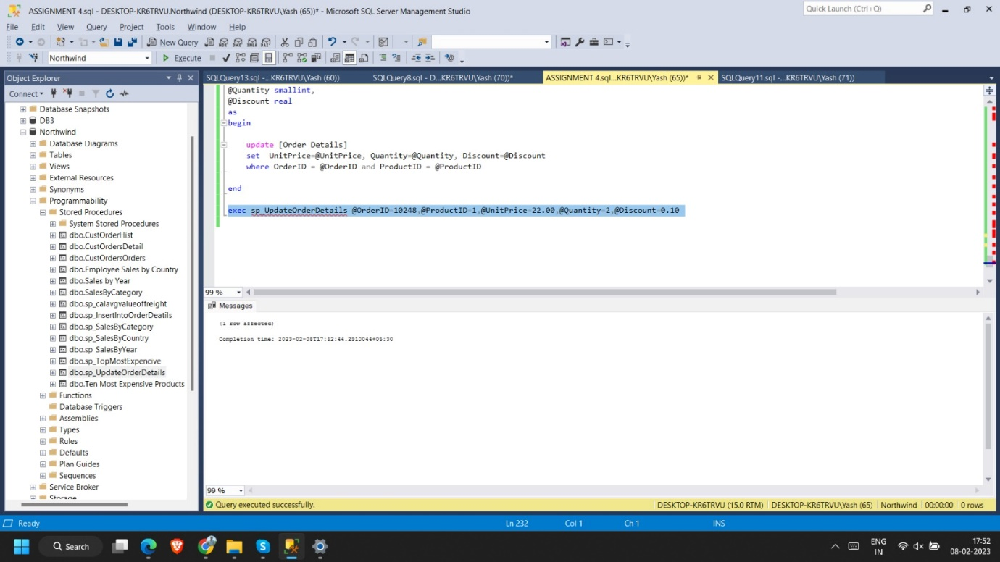 ASSIGNMENT 4.sql - DESKTOP-KR6TRVU.Northwind (DESKTOP-KR6TRVU\Yash (65))* - Microsoft SQL Server Management Studio
Quick Launch (Ctrl+Q)
File Edit View Query Project Tools Window Help
New Query
Northwind
Execute
Object Explorer
Connect
Database Snapshots
DB3
Northwind
Database Diagrams
Tables
Views
External Resources
Synonyms
Programmability
Stored Procedures
System Stored Procedures
dbo.CustOrderHist
dbo.CustOrdersDetail
dbo.CustOrdersOrders
dbo.Employee Sales by Country
dbo.Sales by Year
dbo.SalesByCategory
dbo.sp_calavgvalueoffreight
dbo.sp_InsertIntoOrderDeatils
dbo.sp_SalesByCategory
dbo.sp_SalesByCountry
dbo.sp_SalesByYear
dbo.sp_TopMostExpencive
dbo.sp_UpdateOrderDetails
dbo.Ten Most Expensive Products
Functions
Database Triggers
Assemblies
Types
Rules
Defaults
Plan Guides
Sequences
Service Broker
Storage
SQLQuery13.sql -...KR6TRVU\Yash (60)) SQLQuery8.sql - D...KR6TRVU\Yash (70))* ASSIGNMENT 4.sql...KR6TRVU\Yash (65))* SQLQuery11.sql -...KR6TRVU\Yash (71))
@Quantity smallint,
@Discount real
as
begin
update [Order Details]
set UnitPrice=@UnitPrice, Quantity=@Quantity, Discount=@Discount
where OrderID = @OrderID and ProductID = @ProductID
end
exec sp_UpdateOrderDetails @OrderID=10248,@ProductID=1,@UnitPrice=22.00,@Quantity=2,@Discount=0.10
99 %
Messages
(1 row affected)
Completion time: 2023-02-08T17:52:44.2910044+05:30
99 %
Query executed successfully. DESKTOP-KR6TRVU (15.0 RTM) DESKTOP-KR6TRVU\Yash (65) Northwind 00:00:00 0 rows
Ready Ln 232 Col 1 Ch 1 INS
Search
ENG
IN
17:52
08-02-2023